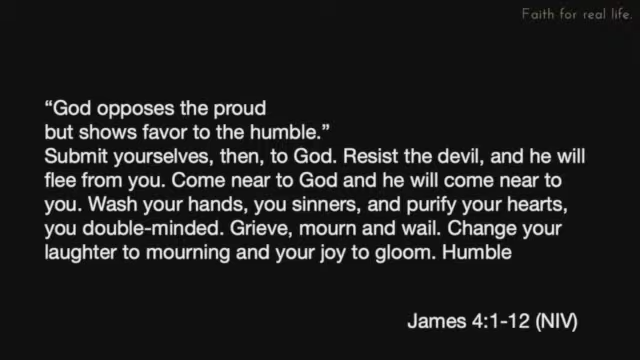 Faith for real life.
“God opposes the proud
but shows favor to the humble.”
Submit yourselves, then, to God. Resist the devil, and he will
flee from you. Come near to God and he will come near to
you. Wash your hands, you sinners, and purify your hearts,
you double-minded. Grieve, mourn and wail. Change your
laughter to mourning and your joy to gloom. Humble
James 4:1-12 (NIV)